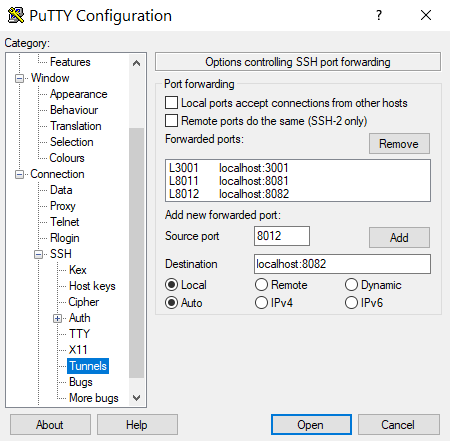 PuTTY Configuration
?
Category:
Features
Window
Appearance
Behaviour
Translation
Selection
Colours
Connection
Data
Proxy
Telnet
Rlogin
SSH
Kex
Host keys
Cipher
Auth
TTY
X11
Tunnels
Bugs
More bugs
Options controlling SSH port forwarding
Port forwarding
Local ports accept connections from other hosts
Remote ports do the same (SSH-2 only)
Forwarded ports:
Remove
L3001 localhost:3001
L8011 localhost:8081
L8012 localhost:8082
Add new forwarded port:
Source port 8012 Add
Destination localhost:8082
Local Remote Dynamic
Auto IPv4 IPv6
About Help Open Cancel